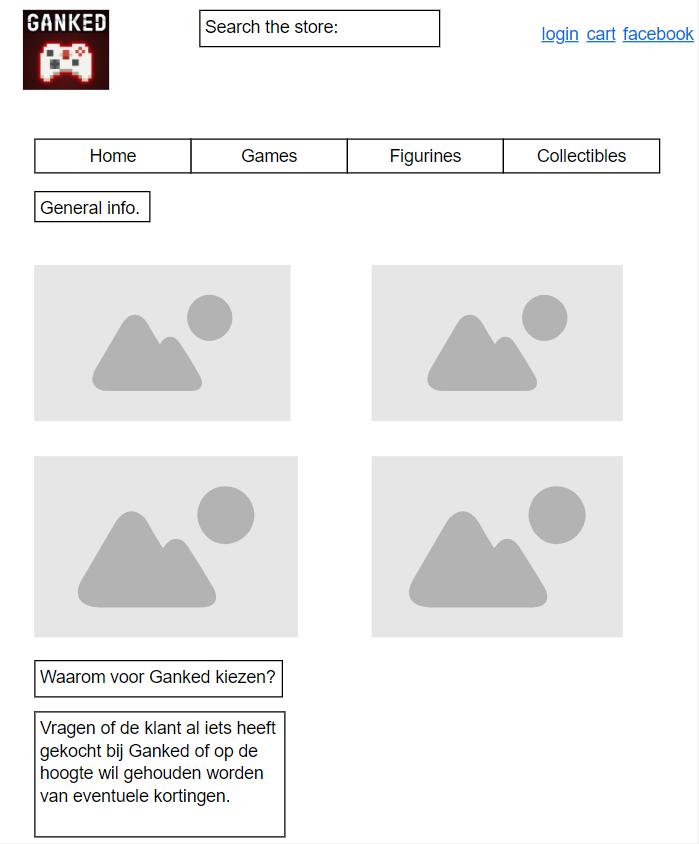 GANKED
Search the store:
login cart facebook
Home Games Figurines Collectibles
General info.
Waarom voor Ganked kiezen?
Vragen of de klant al iets heeft
gekocht bij Ganked of op de
hoogte wil gehouden worden
van eventuele kortingen.